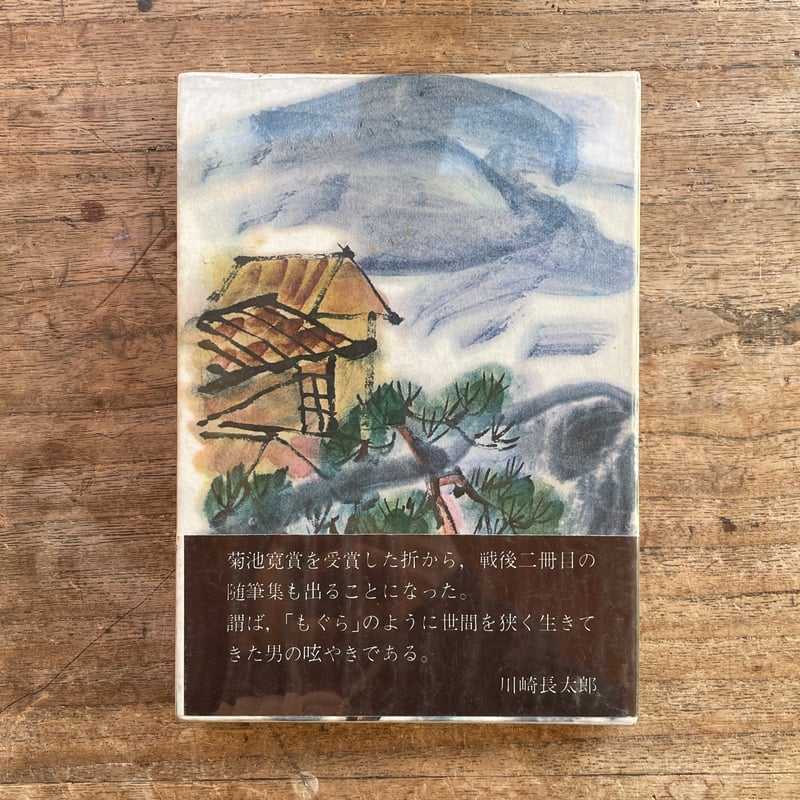 菊池寛賞を受賞した折から，戦後二冊目の
随筆集も出ることになった。
謂ば，「もぐら」のように世間を狭く生きて
きた男の呟やきである。
川崎長太郎